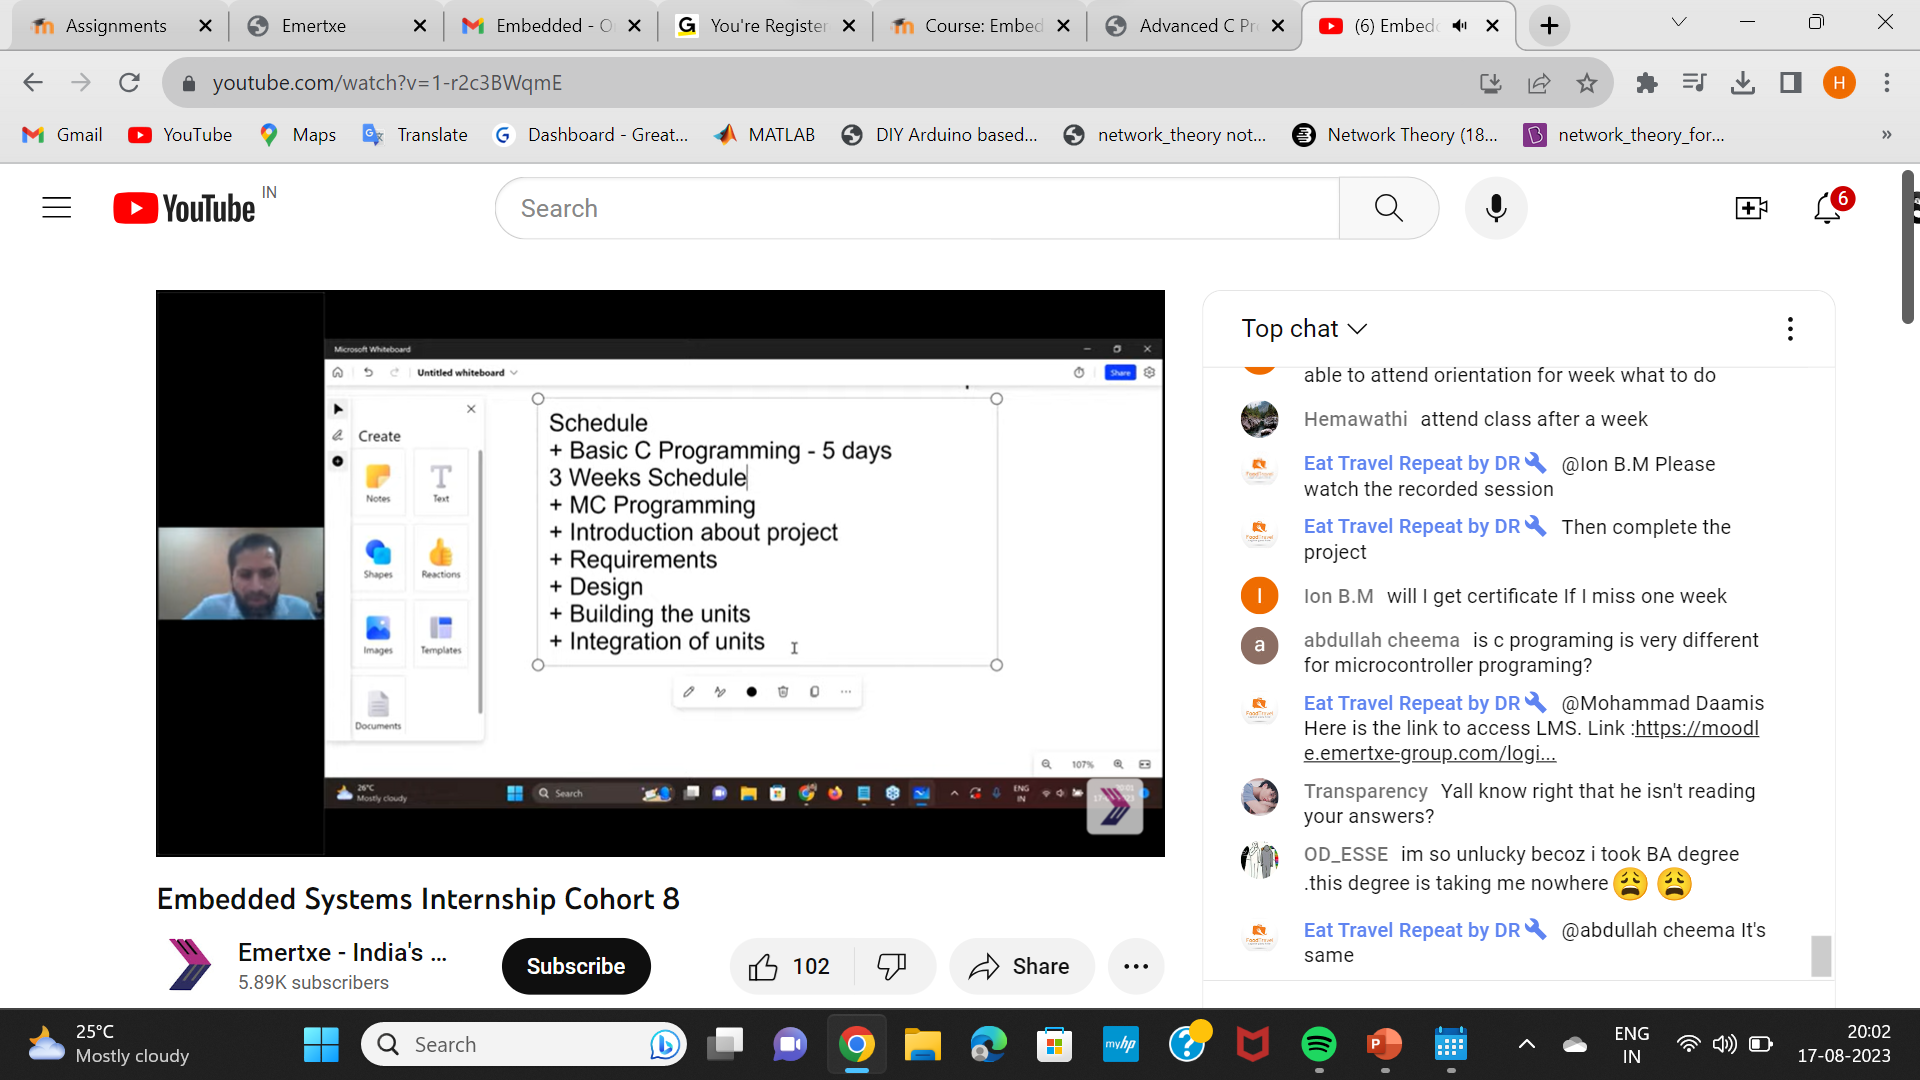 Assignments
Emertxe
Embedded - O
You're Register
Course: Embed
Advanced C Pr
(6) Embed
youtube.com/watch?v=1-r2c3BWqmE
H
Gmail
YouTube
Maps
Translate
Dashboard - Great...
MATLAB
DIY Arduino based...
network_theory not...
Network Theory (18...
network_theory_for...
»
YouTube
IN
Search
6
Microsoft Whiteboard
Untitled whiteboard
Share
Create
Notes
Text
Shapes
Reactions
Images
Templates
Documents
Schedule
+ Basic C Programming - 5 days
3 Weeks Schedule
+ MC Programming
+ Introduction about project
+ Requirements
+ Design
+ Building the units
+ Integration of units
107%
26°C
Mostly cloudy
Search
ENG
IN
Top chat
able to attend orientation for week what to do
Hemawathi attend class after a week
Eat Travel Repeat by DR @Ion B.M Please
watch the recorded session
Eat Travel Repeat by DR Then complete the
project
I
Ion B.M will I get certificate If I miss one week
a
abdullah cheema is c programing is very different
for microcontroller programing?
Eat Travel Repeat by DR @Mohammad Daamis
Here is the link to access LMS. Link :https://moodl
e.emertxe-group.com/logi...
Transparency Yall know right that he isn't reading
your answers?
OD_ESSE im so unlucky becoz i took BA degree
.this degree is taking me nowhere
Eat Travel Repeat by DR @abdullah cheema It's
same
Embedded Systems Internship Cohort 8
Emertxe - India's ...
5.89K subscribers
Subscribe
102
Share
25°C
Mostly cloudy
Search
myhp
ENG
IN
20:02
17-08-2023